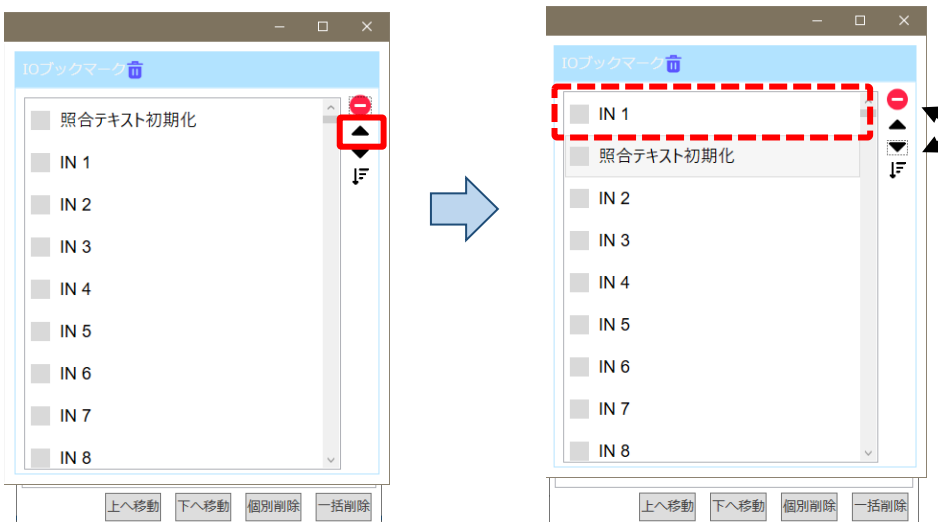 IOブックマーク
照合テキスト初期化
IN 1
IN 2
IN 3
IN 4
IN 5
IN 6
IN 7
IN 8
上へ移動 下へ移動 個別削除 一括削除
IOブックマーク
IN 1
照合テキスト初期化
IN 2
IN 3
IN 4
IN 5
IN 6
IN 7
IN 8
上へ移動 下へ移動 個別削除 一括削除